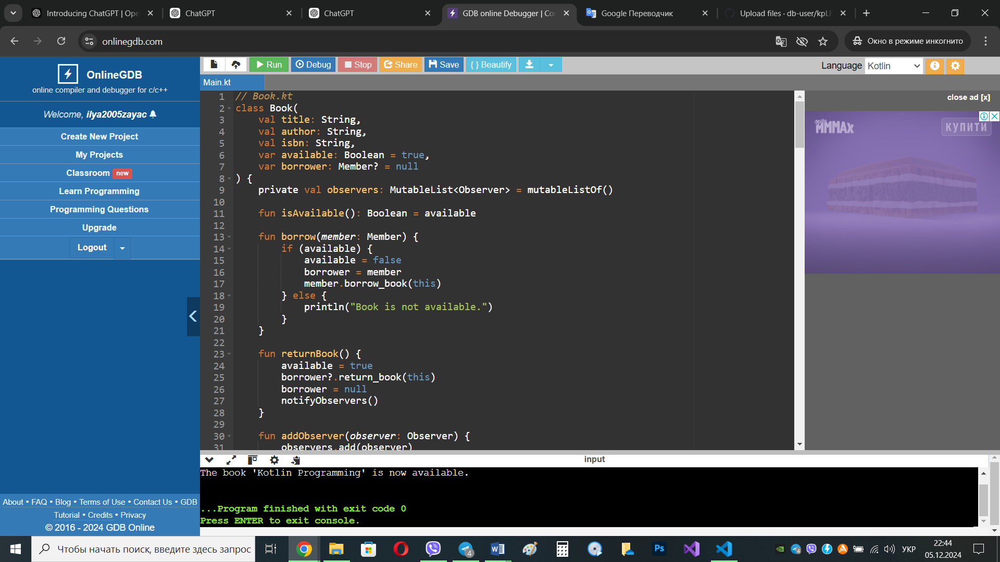 Introducing ChatGPT | Ope
ChatGPT
ChatGPT
GDB online Debugger | Co
Google Переводчик
Upload files · db-user/kpLR
onlinegdb.com
Окно в режиме инкогнито
OnlineGDB
online compiler and debugger for c/c++
Welcome, ilya2005zayac
Create New Project
My Projects
Classroom new
Learn Programming
Programming Questions
Upgrade
Logout
About • FAQ • Blog • Terms of Use • Contact Us • GDB
Tutorial • Credits • Privacy
© 2016 - 2024 GDB Online
Run
Debug
Stop
Share
Save
{ } Beautify
Language Kotlin
Main.kt
1 // Book.kt
2 class Book(
3     val title: String,
4     val author: String,
5     val isbn: String,
6     var available: Boolean = true,
7     var borrower: Member? = null
8 ) {
9     private val observers: MutableList<Observer> = mutableListOf()
10
11     fun isAvailable(): Boolean = available
12
13     fun borrow(member: Member) {
14         if (available) {
15             available = false
16             borrower = member
17             member.borrow_book(this)
18         } else {
19             println("Book is not available.")
20         }
21     }
22
23     fun returnBook() {
24         available = true
25         borrower?.return_book(this)
26         borrower = null
27         notifyObservers()
28     }
29
30     fun addObserver(observer: Observer) {
31         observers.add(observer)
close ad [x]
Milka
MMMAX
КУПИТИ
input
The book 'Kotlin Programming' is now available.
...Program finished with exit code 0
Press ENTER to exit console.
Чтобы начать поиск, введите здесь запрос
4
Ps
4
УКР
22:44
05.12.2024